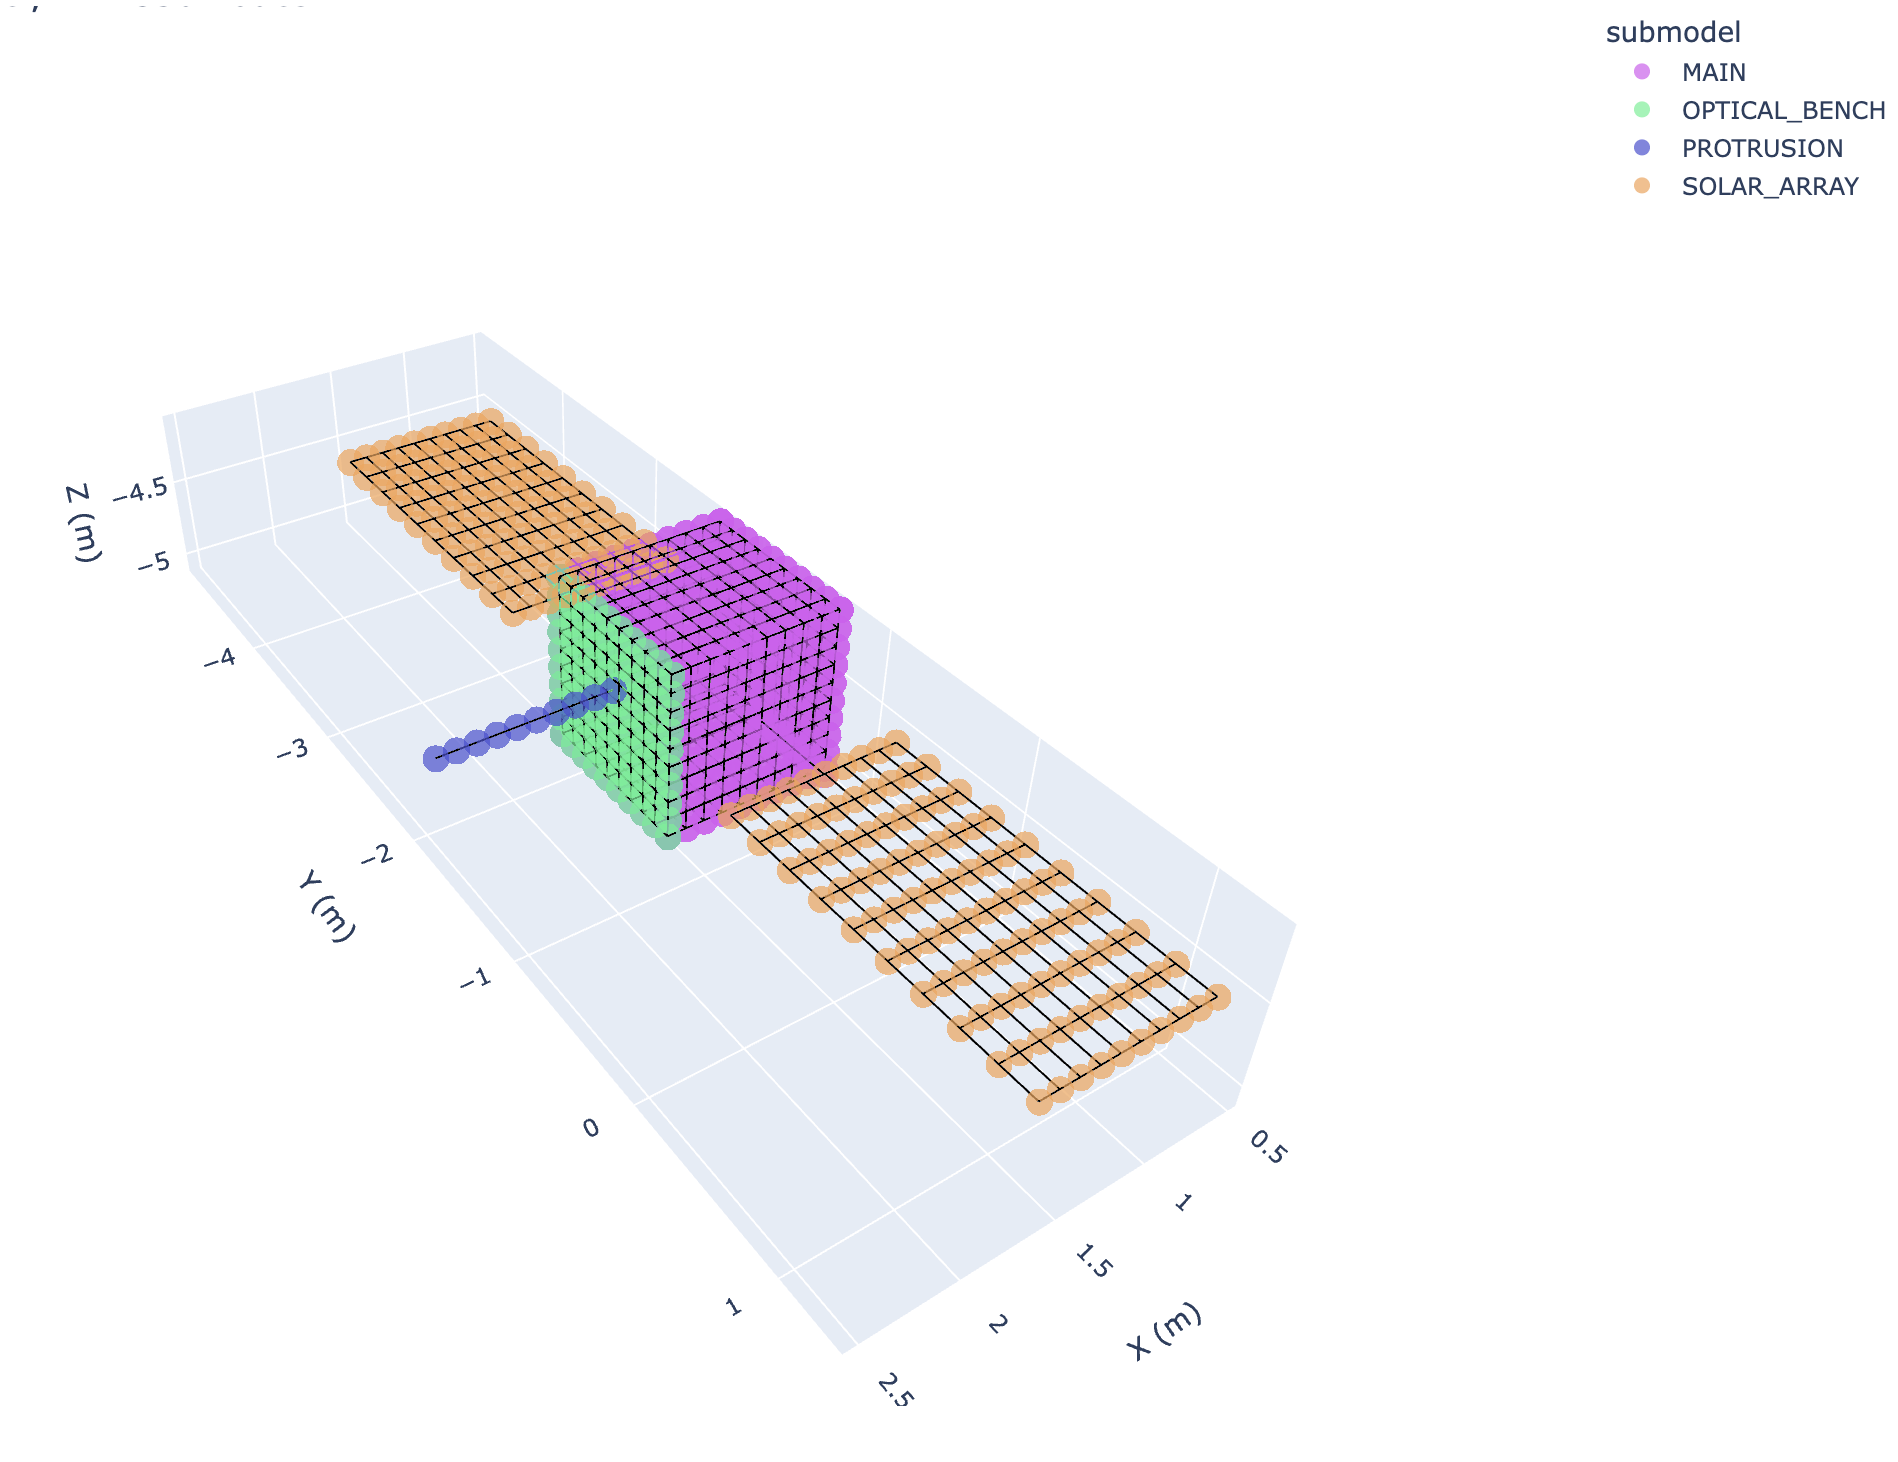 submodel
MAIN
OPTICAL_BENCH
PROTRUSION
SOLAR_ARRAY
Z (m)
−4.5
−5
Y (m)
−4
−3
−2
−1
0
1
X (m)
0.5
1
1.5
2
2.5